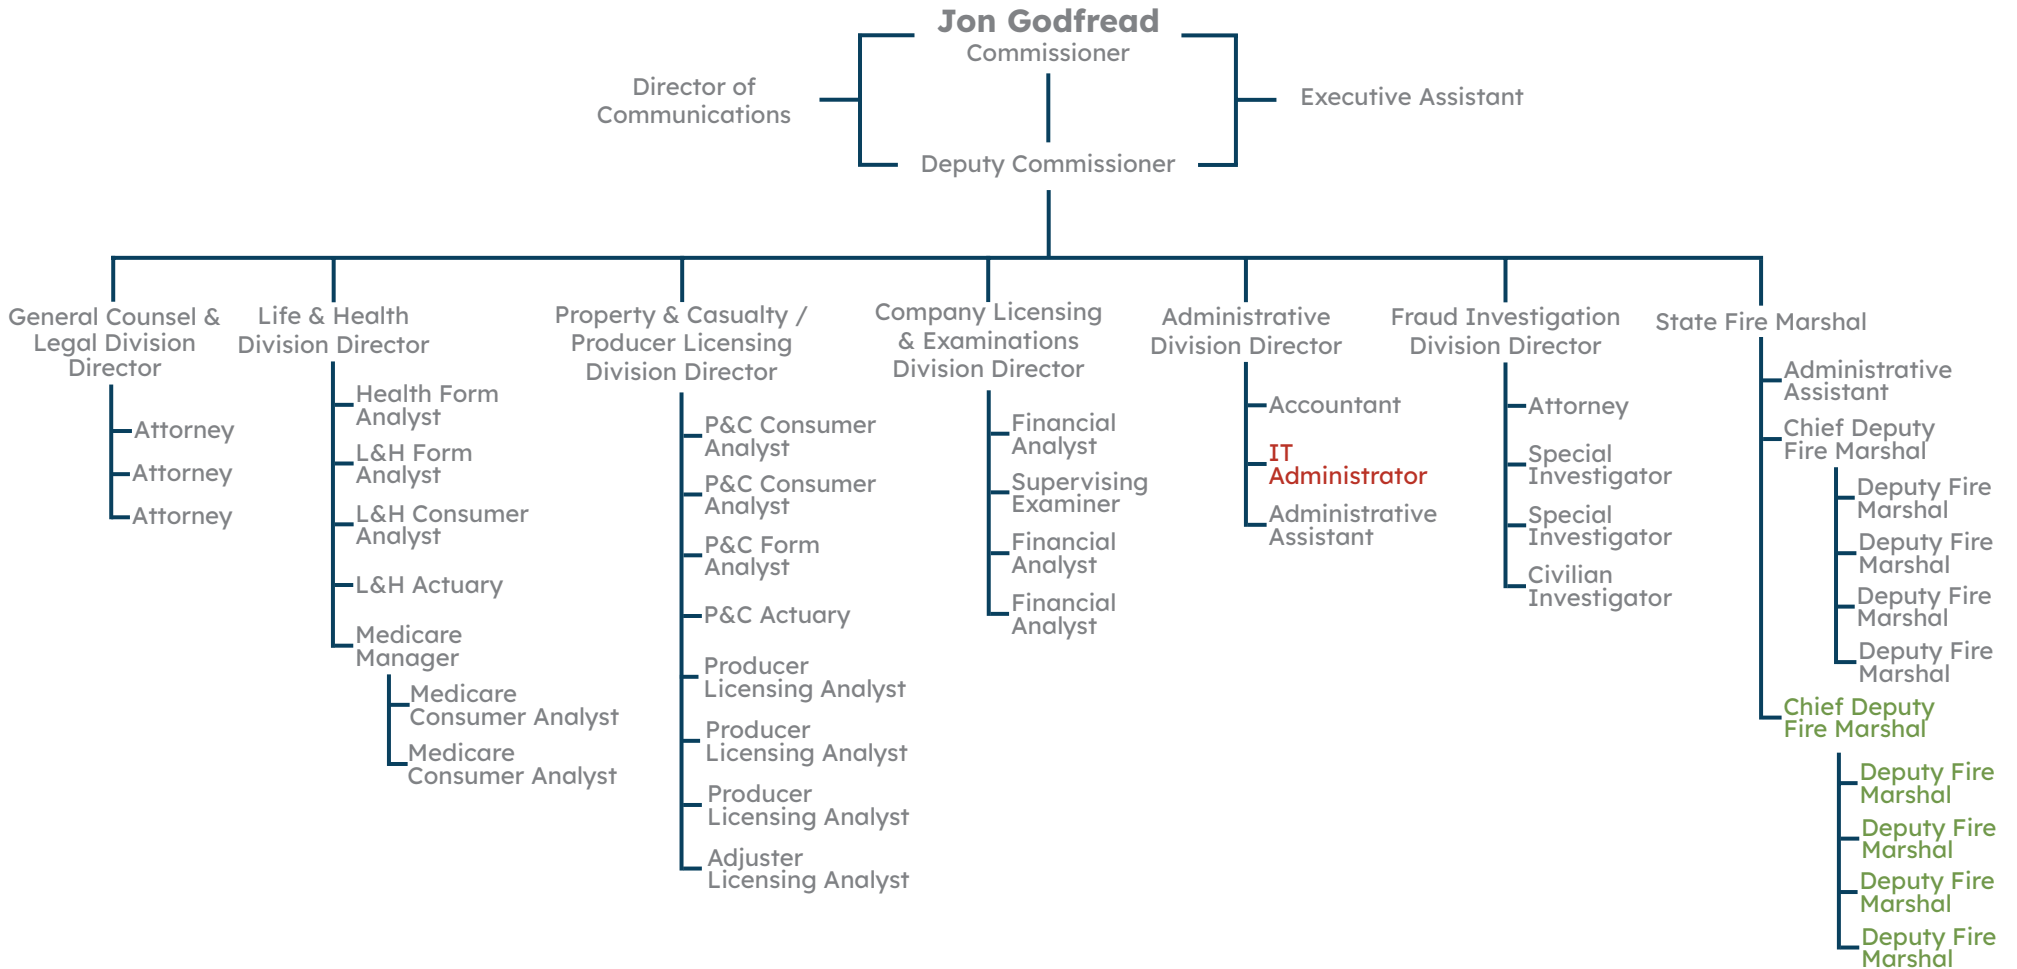 Jon Godfread
Commissioner
Director of
Communications
Executive Assistant
Deputy Commissioner
General Counsel &
Legal Division
Director
Attorney
Attorney
Attorney
Life & Health
Division Director
Health Form
Analyst
L&H Form
Analyst
L&H Consumer
Analyst
L&H Actuary
Medicare
Manager
Medicare
Consumer Analyst
Medicare
Consumer Analyst
Property & Casualty /
Producer Licensing
Division Director
P&C Consumer
Analyst
P&C Consumer
Analyst
P&C Form
Analyst
P&C Actuary
Producer
Licensing Analyst
Producer
Licensing Analyst
Producer
Licensing Analyst
Adjuster
Licensing Analyst
Company Licensing
& Examinations
Division Director
Financial
Analyst
Supervising
Examiner
Financial
Analyst
Financial
Analyst
Administrative
Division Director
Accountant
IT
Administrator
Administrative
Assistant
Fraud Investigation
Division Director
Attorney
Special
Investigator
Special
Investigator
Civilian
Investigator
State Fire Marshal
Administrative
Assistant
Chief Deputy
Fire Marshal
Deputy Fire
Marshal
Deputy Fire
Marshal
Deputy Fire
Marshal
Deputy Fire
Marshal
Chief Deputy
Fire Marshal
Deputy Fire
Marshal
Deputy Fire
Marshal
Deputy Fire
Marshal
Deputy Fire
Marshal